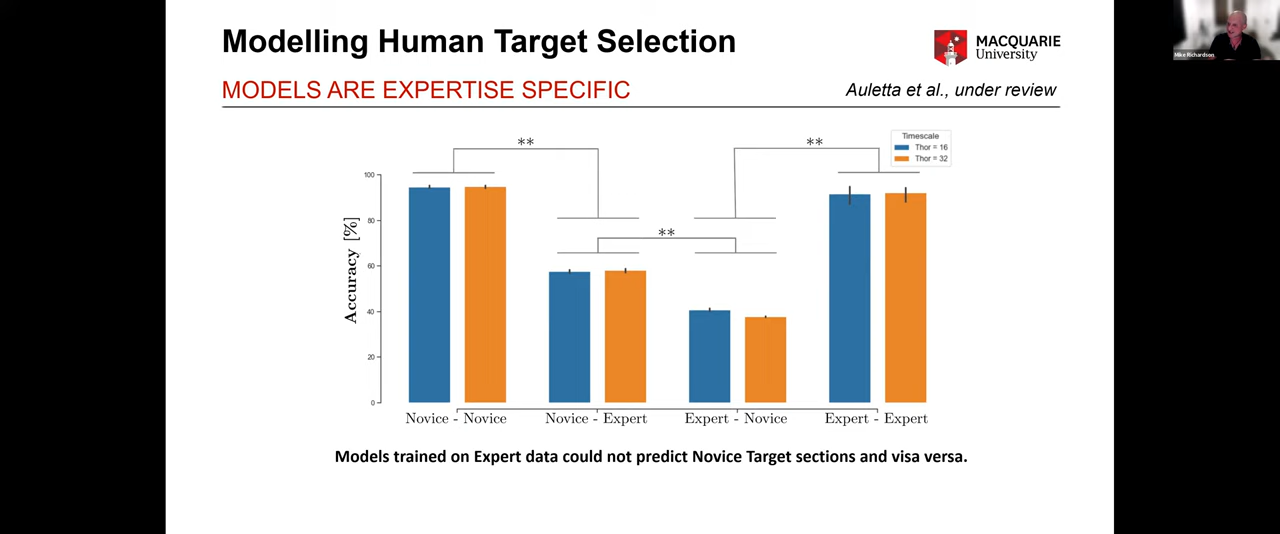 Modelling Human Target Selection
MACQUARIE
University
Mike Richardson
MODELS ARE EXPERTISE SPECIFIC
Auletta et al., under review
Timescale
Thor = 16
Thor = 32
**
**
**
Accuracy [%]
100
80
60
40
20
0
Novice - Novice
Novice - Expert
Expert - Novice
Expert - Expert
Models trained on Expert data could not predict Novice Target sections and visa versa.